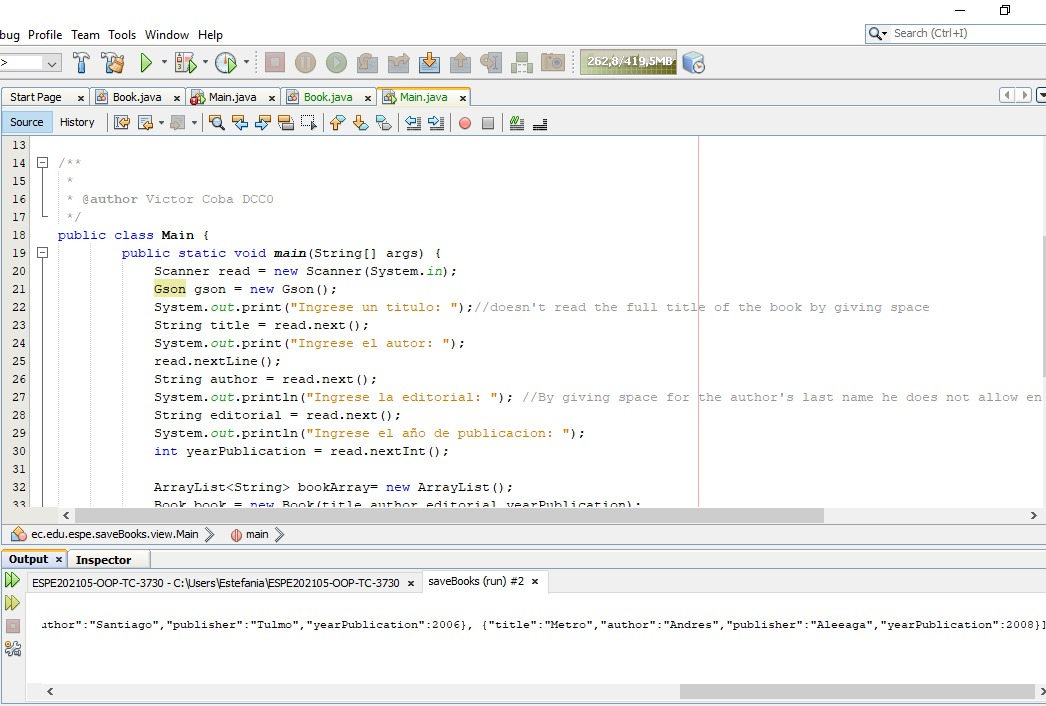 bug Profile Team Tools Window Help
Search (Ctrl+I)
>
262,8/419,5MB
Start Page x Book.java x Main.java x Book.java x Main.java x
Source History
13
14 /**
15 *
16 * @author Victor Coba DCC0
17 */
18 public class Main {
19 public static void main(String[] args) {
20 Scanner read = new Scanner(System.in);
21 Gson gson = new Gson();
22 System.out.print("Ingrese un titulo: ");//doesn't read the full title of the book by giving space
23 String title = read.next();
24 System.out.print("Ingrese el autor: ");
25 read.nextLine();
26 String author = read.next();
27 System.out.println("Ingrese la editorial: "); //By giving space for the author's last name he does not allow en
28 String editorial = read.next();
29 System.out.println("Ingrese el año de publicacion: ");
30 int yearPublication = read.nextInt();
31
32 ArrayList<String> bookArray= new ArrayList();
33 Book book = new Book(title,author,editorial,yearPublication);
ec.edu.espe.saveBooks.view.Main main
Output x Inspector
ESPE202105-OOP-TC-3730 - C:\Users\Estefania\ESPE202105-OOP-TC-3730 x saveBooks (run) #2 x
uthor":"Santiago","publisher":"Tulmo","yearPublication":2006}, {"title":"Metro","author":"Andres","publisher":"Aleeaga","yearPublication":2008}]